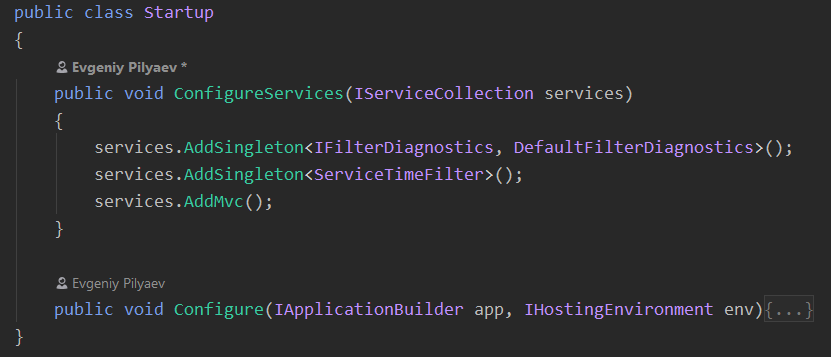 public class Startup
{
Evgeniy Pilyaev *
public void ConfigureServices(IServiceCollection services)
{
services.AddSingleton<IFilterDiagnostics, DefaultFilterDiagnostics>();
services.AddSingleton<ServiceTimeFilter>();
services.AddMvc();
}
Evgeniy Pilyaev
public void Configure(IApplicationBuilder app, IHostingEnvironment env){...}
}